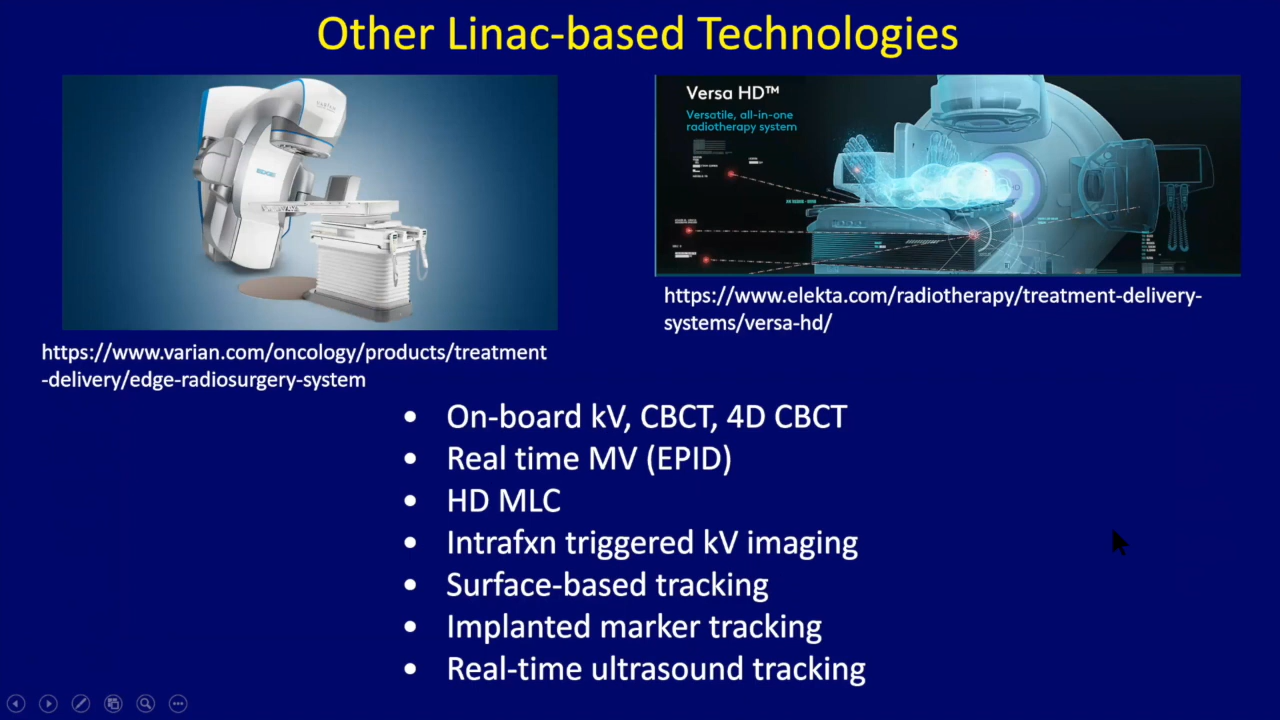 Other Linac-based Technologies
Versa HD™
Versatile, all-in-one
radiotherapy system
https://www.elekta.com/radiotherapy/treatment-delivery-
systems/versa-hd/
https://www.varian.com/oncology/products/treatment
-delivery/edge-radiosurgery-system
• On-board kV, CBCT, 4D CBCT
• Real time MV (EPID)
• HD MLC
• Intrafxn triggered kV imaging
• Surface-based tracking
• Implanted marker tracking
• Real-time ultrasound tracking